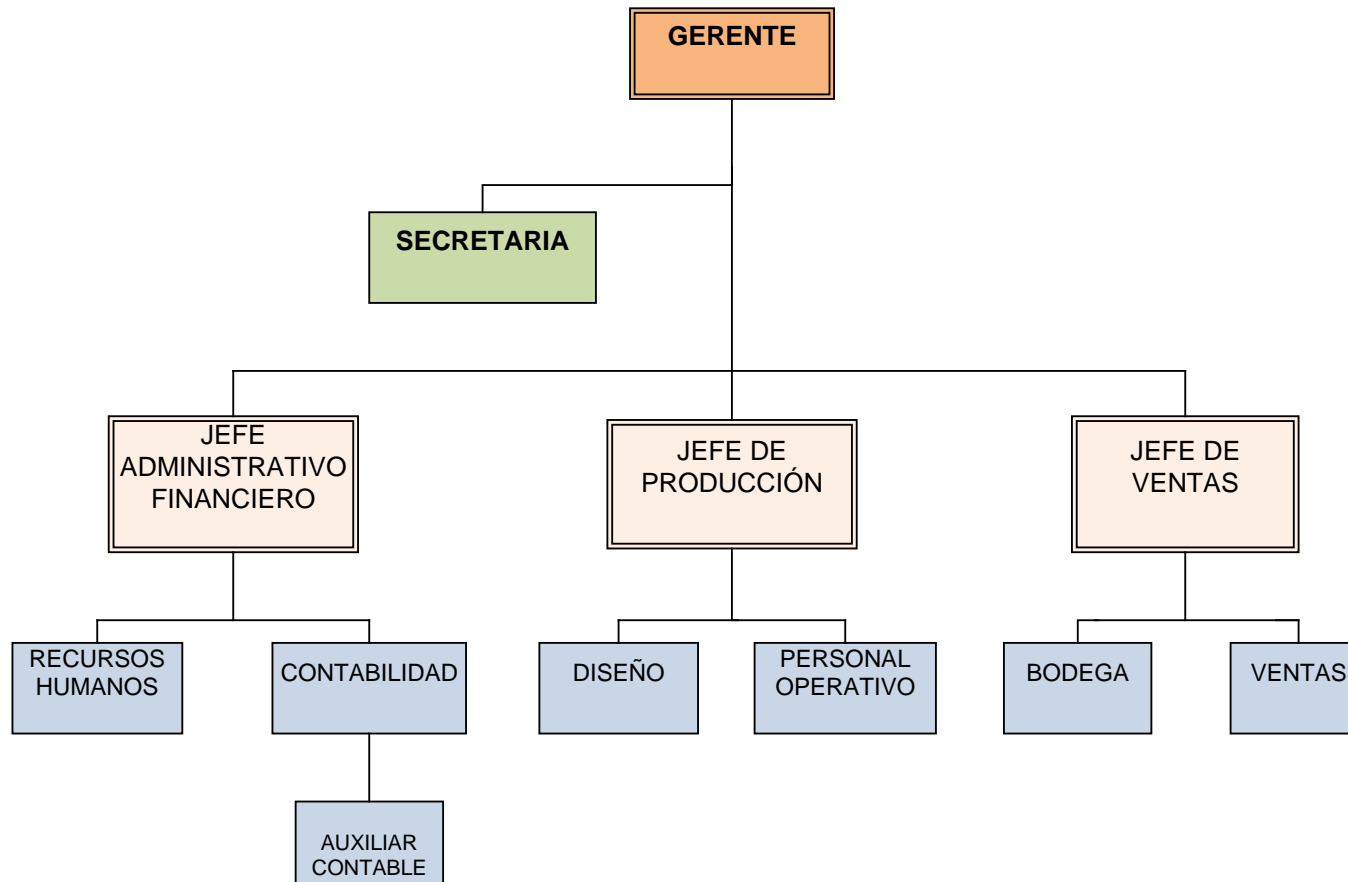 GERENTE
SECRETARIA
JEFE
ADMINISTRATIVO
FINANCIERO
JEFE DE
PRODUCCIÓN
JEFE DE
VENTAS
RECURSOS
HUMANOS
CONTABILIDAD
DISEÑO
PERSONAL
OPERATIVO
BODEGA
VENTAS
AUXILIAR
CONTABLE